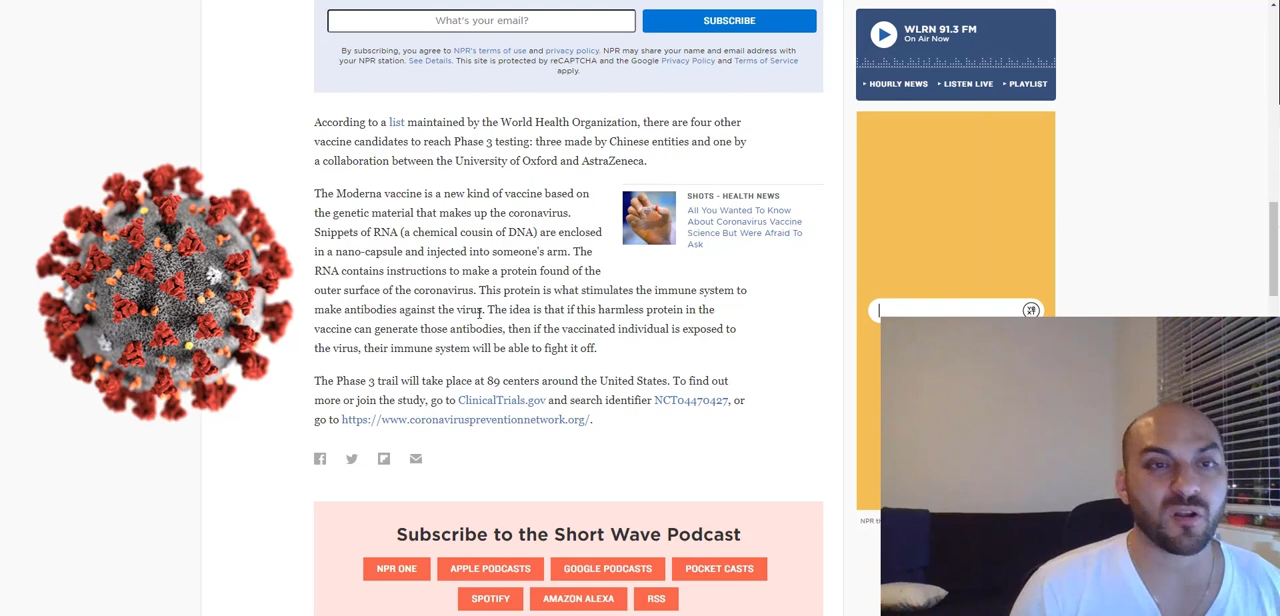 What's your email?
SUBSCRIBE
By subscribing, you agree to NPR's terms of use and privacy policy. NPR may share your name and email address with
your NPR station. See Details. This site is protected by reCAPTCHA and the Google Privacy Policy and Terms of Service
apply.
WLRN 91.3 FM
On Air Now
HOURLY NEWS
LISTEN LIVE
PLAYLIST
According to a list maintained by the World Health Organization, there are four other
vaccine candidates to reach Phase 3 testing: three made by Chinese entities and one by
a collaboration between the University of Oxford and AstraZeneca.
The Moderna vaccine is a new kind of vaccine based on
the genetic material that makes up the coronavirus.
Snippets of RNA (a chemical cousin of DNA) are enclosed
in a nano-capsule and injected into someone's arm. The
RNA contains instructions to make a protein found of the
outer surface of the coronavirus. This protein is what stimulates the immune system to
make antibodies against the virus. The idea is that if this harmless protein in the
vaccine can generate those antibodies, then if the vaccinated individual is exposed to
the virus, their immune system will be able to fight it off.
SHOTS - HEALTH NEWS
All You Wanted To Know
About Coronavirus Vaccine
Science But Were Afraid To
Ask
The Phase 3 trail will take place at 89 centers around the United States. To find out
more or join the study, go to ClinicalTrials.gov and search identifier NCT04470427, or
go to https://www.coronaviruspreventionnetwork.org/.
Subscribe to the Short Wave Podcast
NPR ONE
APPLE PODCASTS
GOOGLE PODCASTS
POCKET CASTS
SPOTIFY
AMAZON ALEXA
RSS
NPR